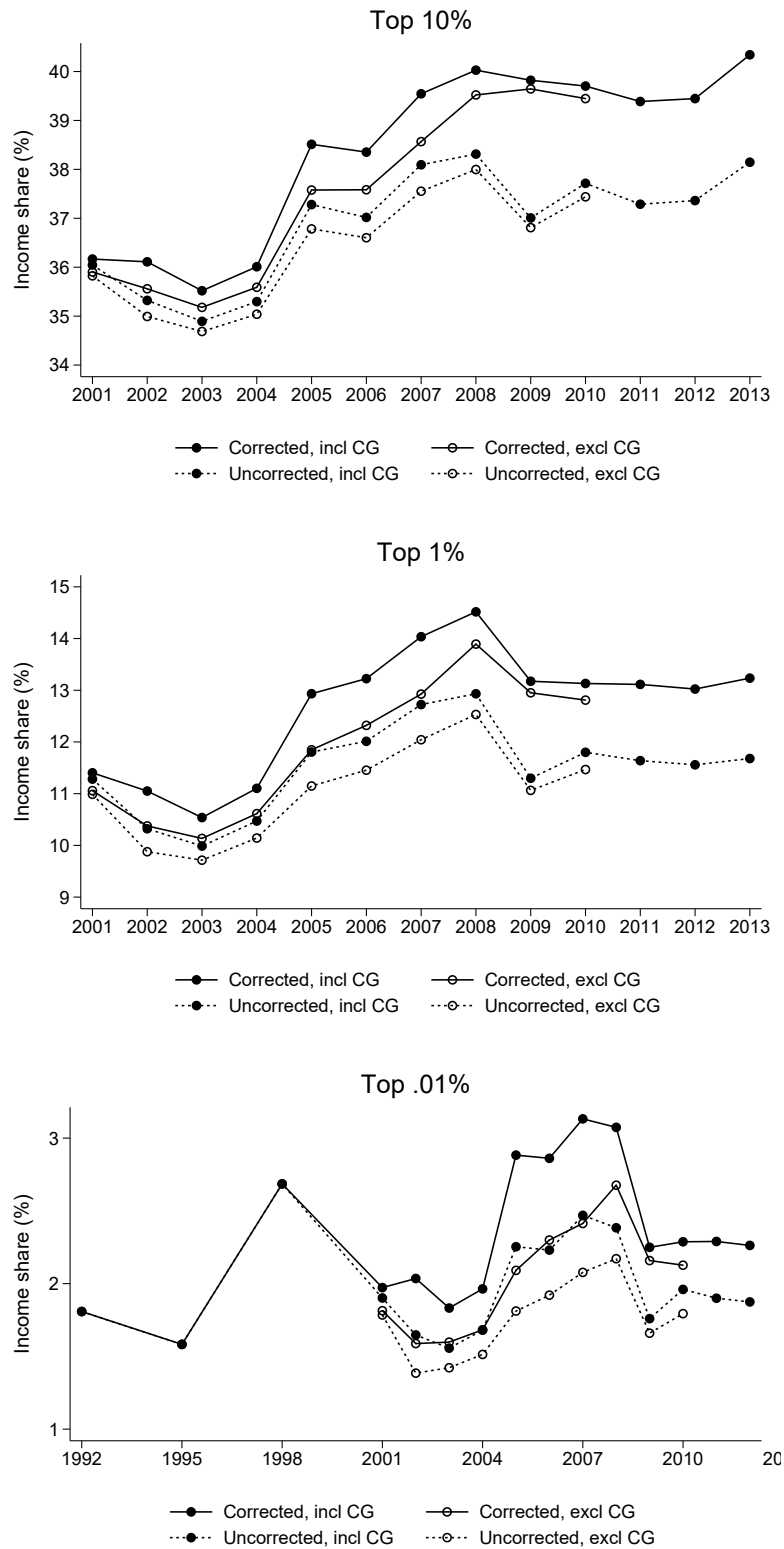 Top 10%
Income share (%)
40
39
38
37
36
35
34
2001 2002 2003 2004 2005 2006 2007 2008 2009 2010 2011 2012 2013
Corrected, incl CG Corrected, excl CG
Uncorrected, incl CG Uncorrected, excl CG
Top 1%
Income share (%)
15
14
13
12
11
10
9
2001 2002 2003 2004 2005 2006 2007 2008 2009 2010 2011 2012 2013
Corrected, incl CG Corrected, excl CG
Uncorrected, incl CG Uncorrected, excl CG
Top .01%
Income share (%)
3
2
1
1992 1995 1998 2001 2004 2007 2010 20
Corrected, incl CG Corrected, excl CG
Uncorrected, incl CG Uncorrected, excl CG